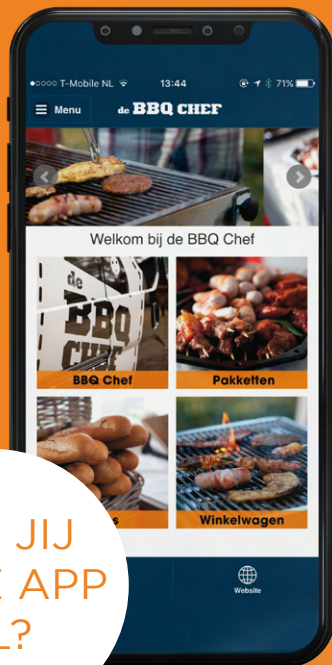 T-Mobile NL 13:44 71%
Menu de BBQ CHEF
Welkom bij de BBQ Chef
de
BBQ
CHEF
BBQ Chef
Pakketten
Winkelwagen
Website
JIJ
APP